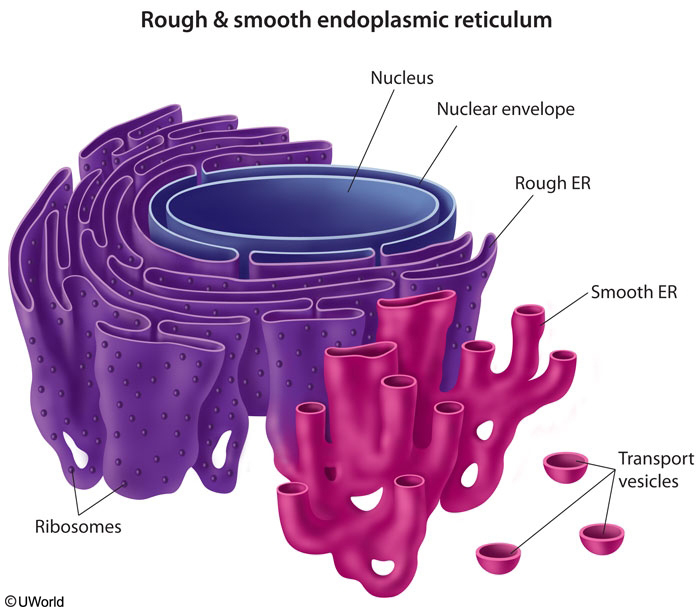 Rough & smooth endoplasmic reticulum
Nucleus
Nuclear envelope
Rough ER
Smooth ER
Transport
vesicles
Ribosomes
© UWorld